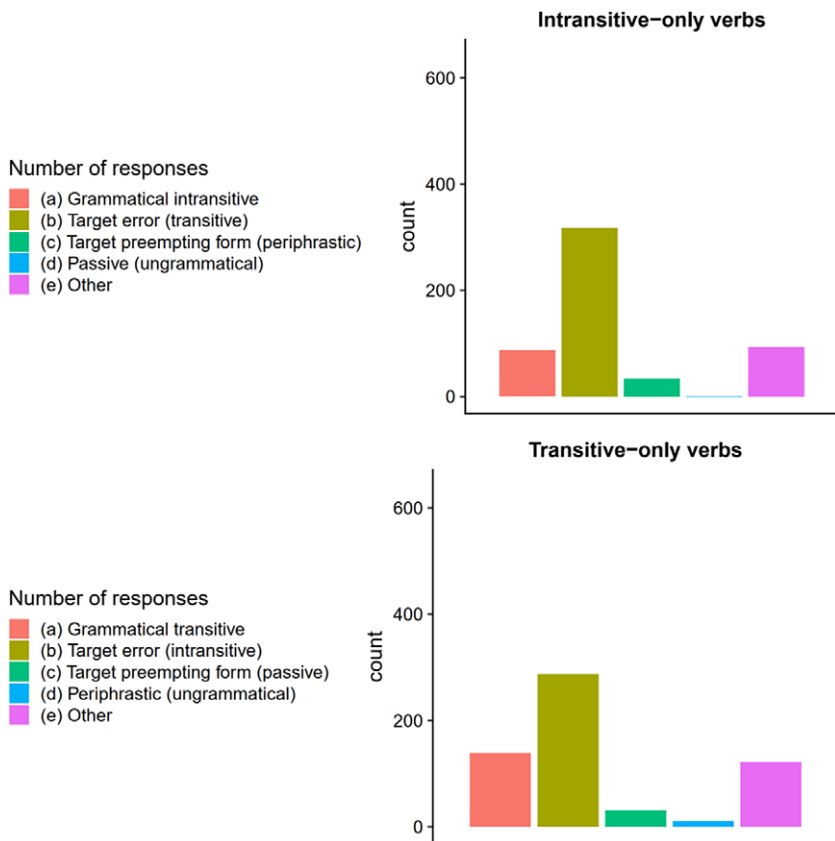 Intransitive−only verbs
600
400
200
0
count
Number of responses
(a) Grammatical intransitive
(b) Target error (transitive)
(c) Target preempting form (periphrastic)
(d) Passive (ungrammatical)
(e) Other
Transitive−only verbs
600
400
200
0
count
Number of responses
(a) Grammatical transitive
(b) Target error (intransitive)
(c) Target preempting form (passive)
(d) Periphrastic (ungrammatical)
(e) Other